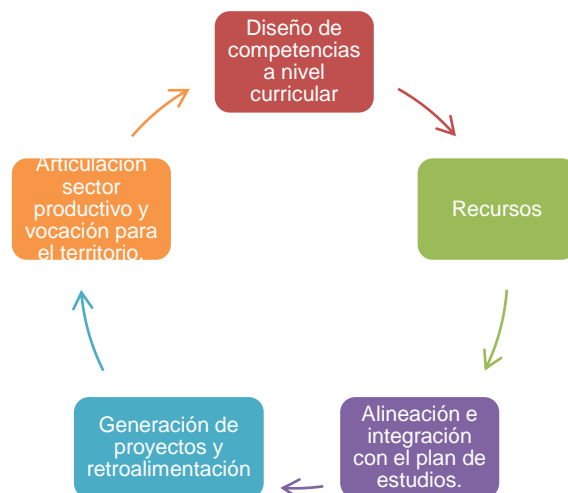 Diseño de
competencias
a nivel
curricular
Recursos
Alineación e
integración
con el plan de
estudios.
Generación de
proyectos y
retroalimentación
Articulación
sector
productivo y
vocación para
el territorio.